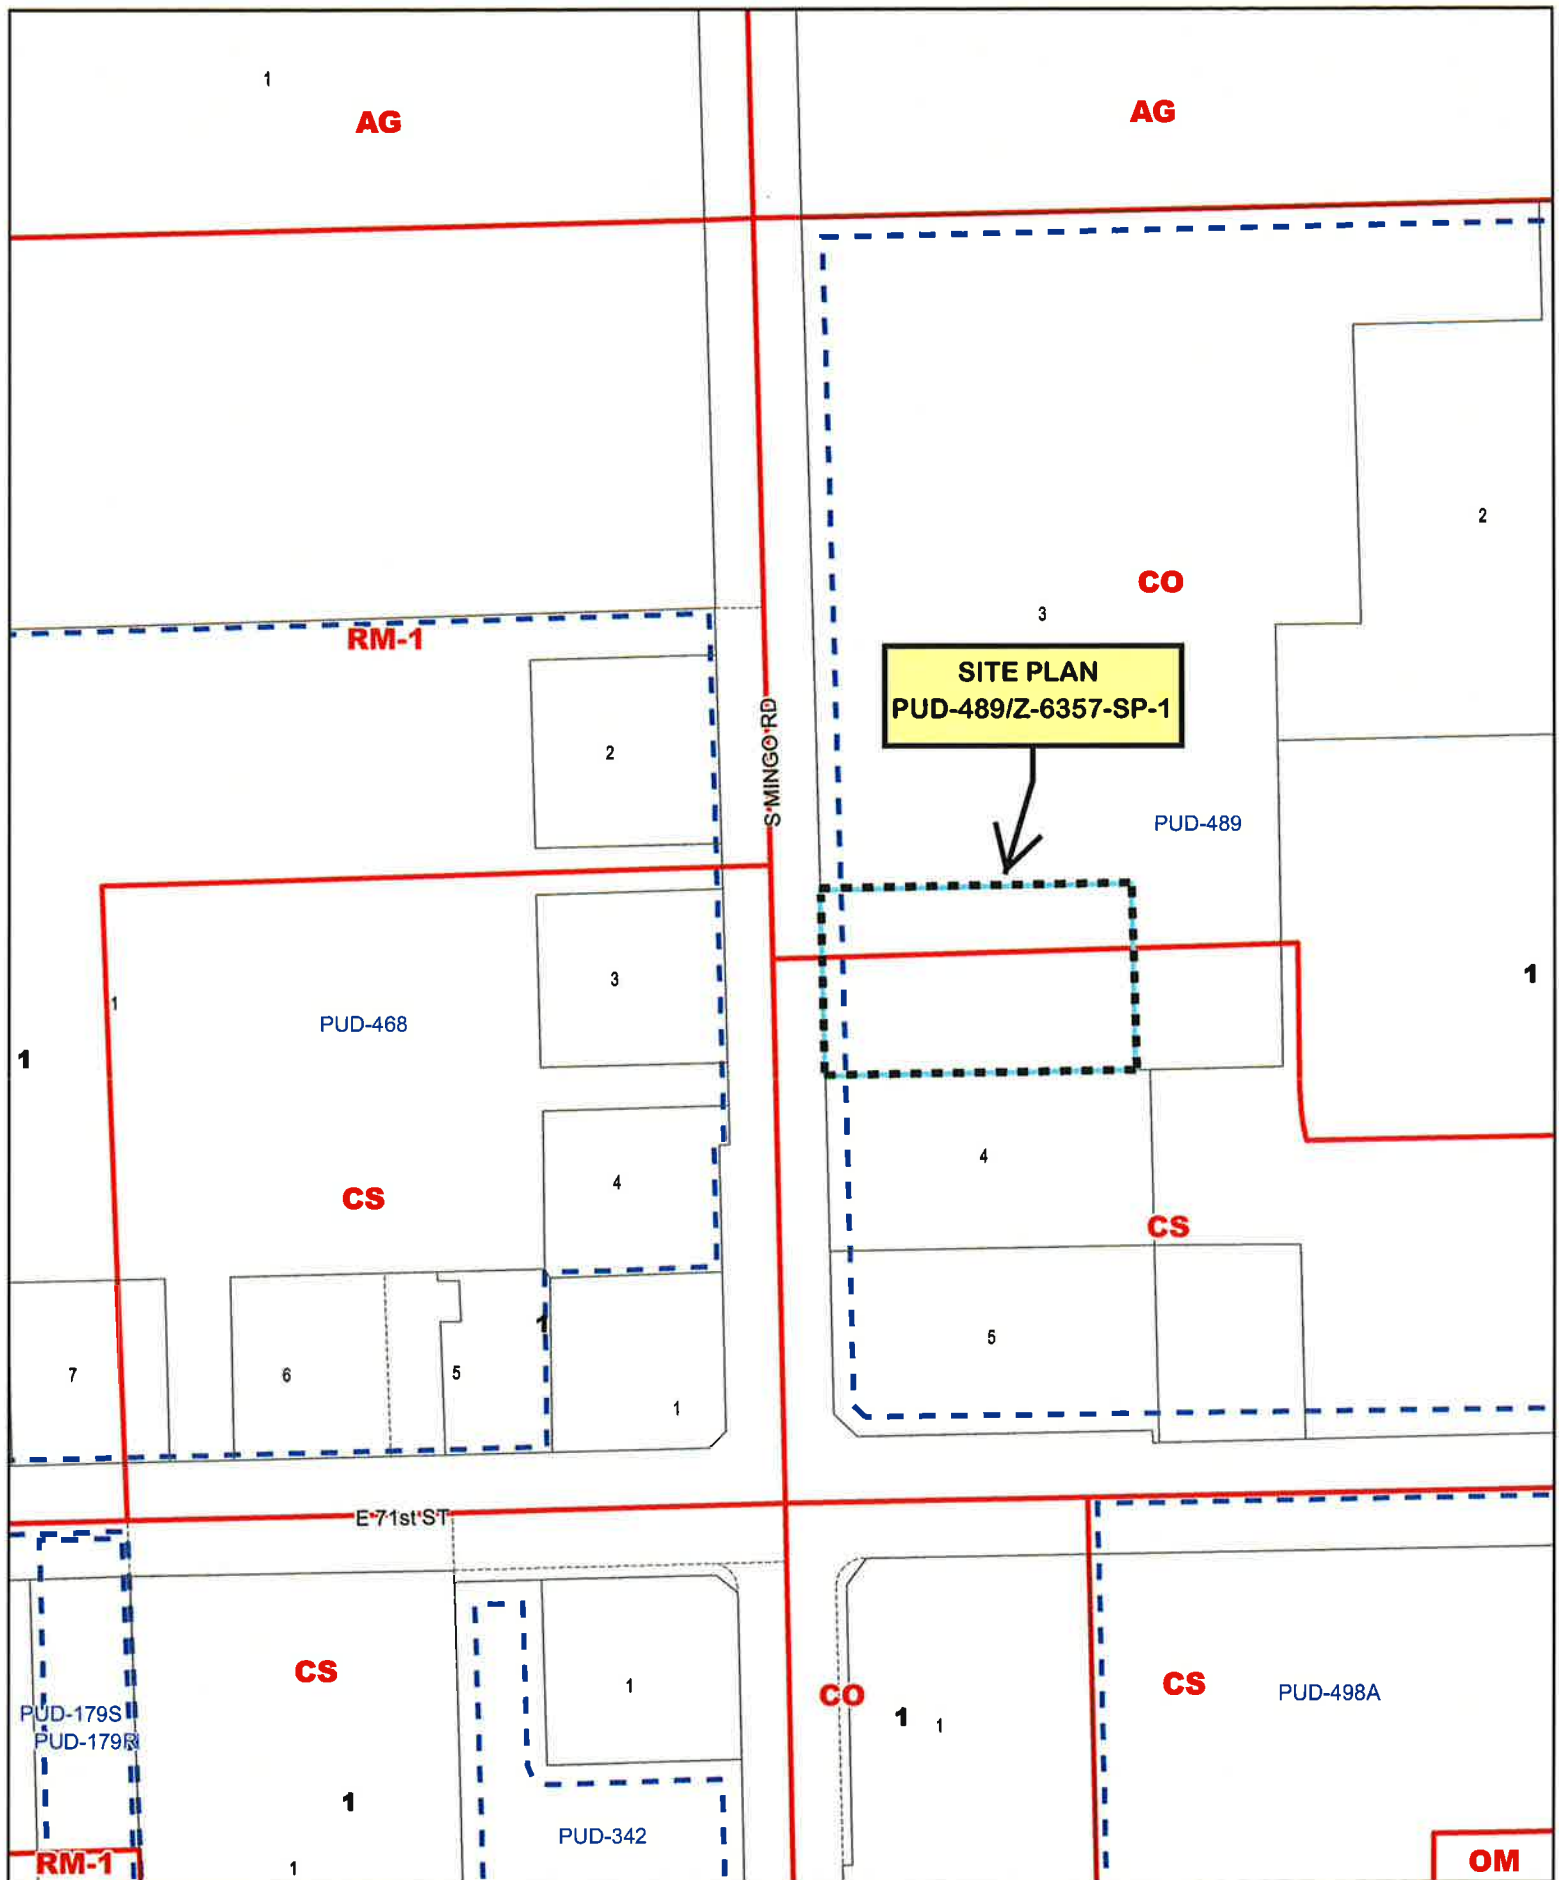 1
AG
AG
2
CO
3
RM-1
SITE PLAN
PUD-489/Z-6357-SP-1
S MINGO RD
2
PUD-489
3
1
1
PUD-468
1
4
4
CS
CS
1
5
7
6
5
1
E 71st ST
CS
1
CO
CS
PUD-498A
PUD-179S
PUD-179R
1
1
1
PUD-342
RM-1
1
OM